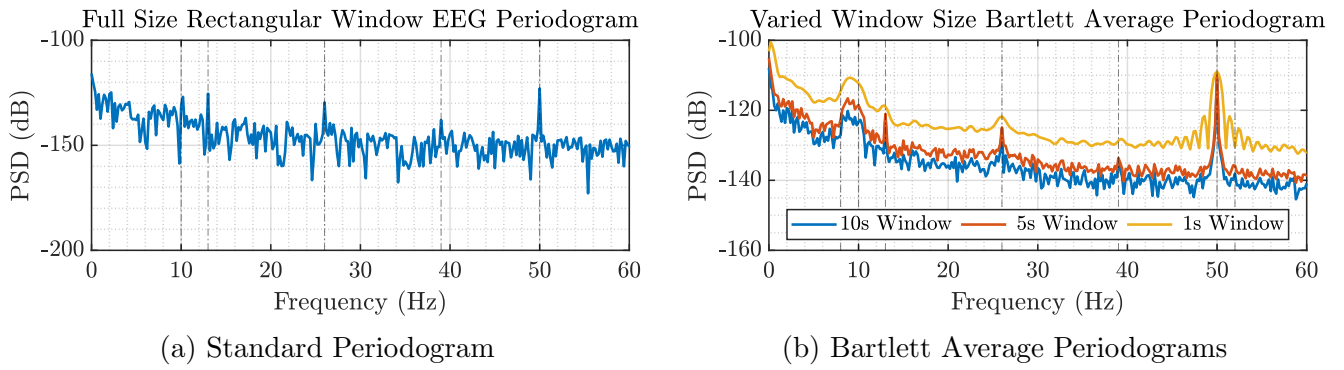 Full Size Rectangular Window EEG Periodogram
-100
-150
-200
PSD (dB)
0 10 20 30 40 50 60
Frequency (Hz)
(a) Standard Periodogram
Varied Window Size Bartlett Average Periodogram
-100
-120
-140
-160
PSD (dB)
10s Window 5s Window 1s Window
0 10 20 30 40 50 60
Frequency (Hz)
(b) Bartlett Average Periodograms